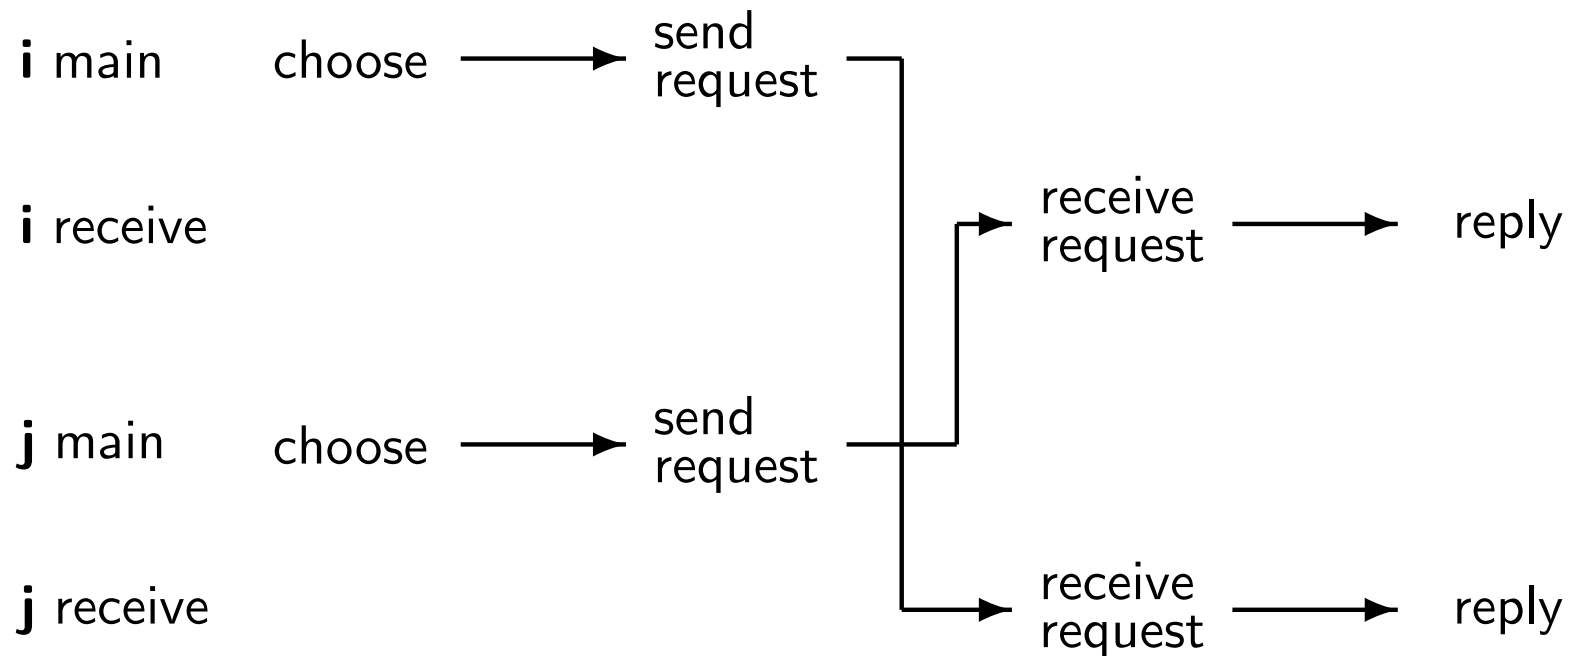 i main choose send
request
i receive receive
request reply
j main choose send
request
j receive receive
request reply